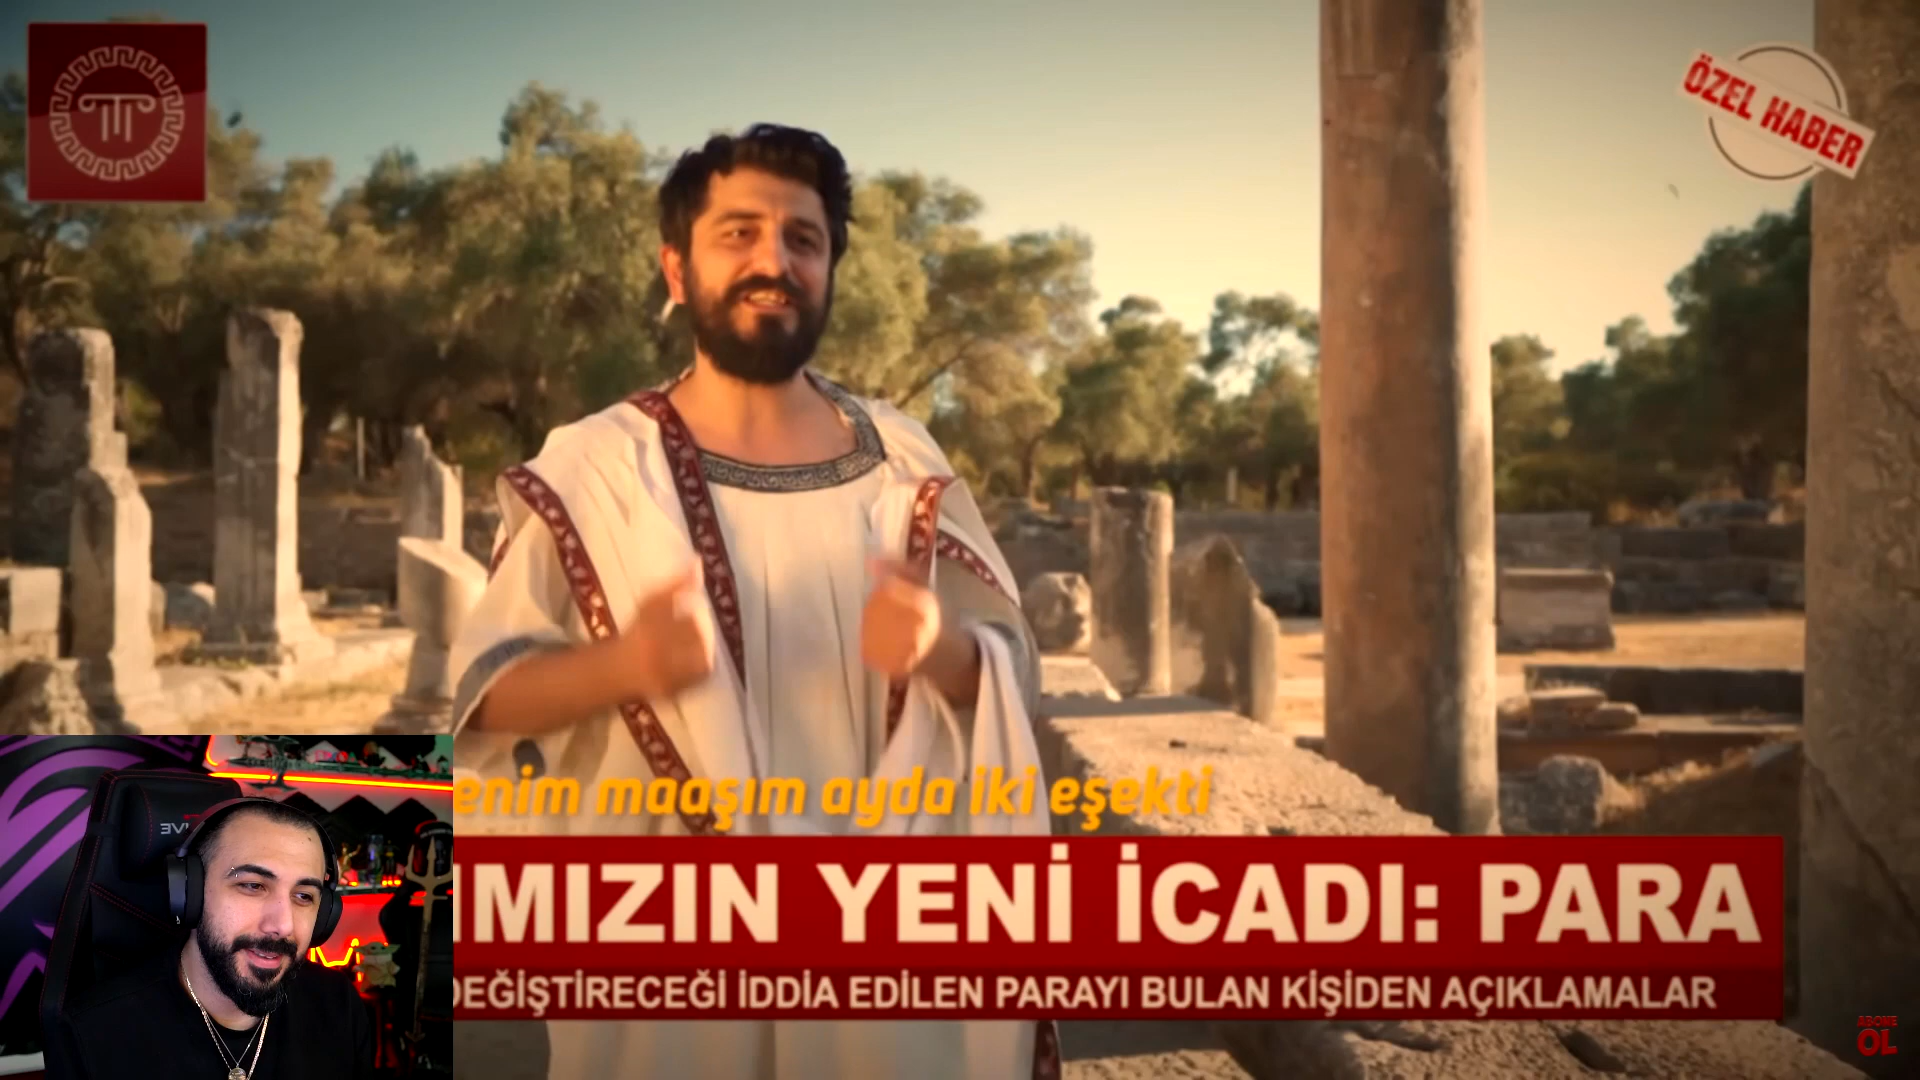 ÖZEL HABER
enim maaşım ayda iki eşekti
IMIZIN YENİ İCADI: PARA
DEĞİŞTİRECEĞİ İDDİA EDİLEN PARAYI BULAN KİŞİDEN AÇIKLAMALAR
ABONE
OL